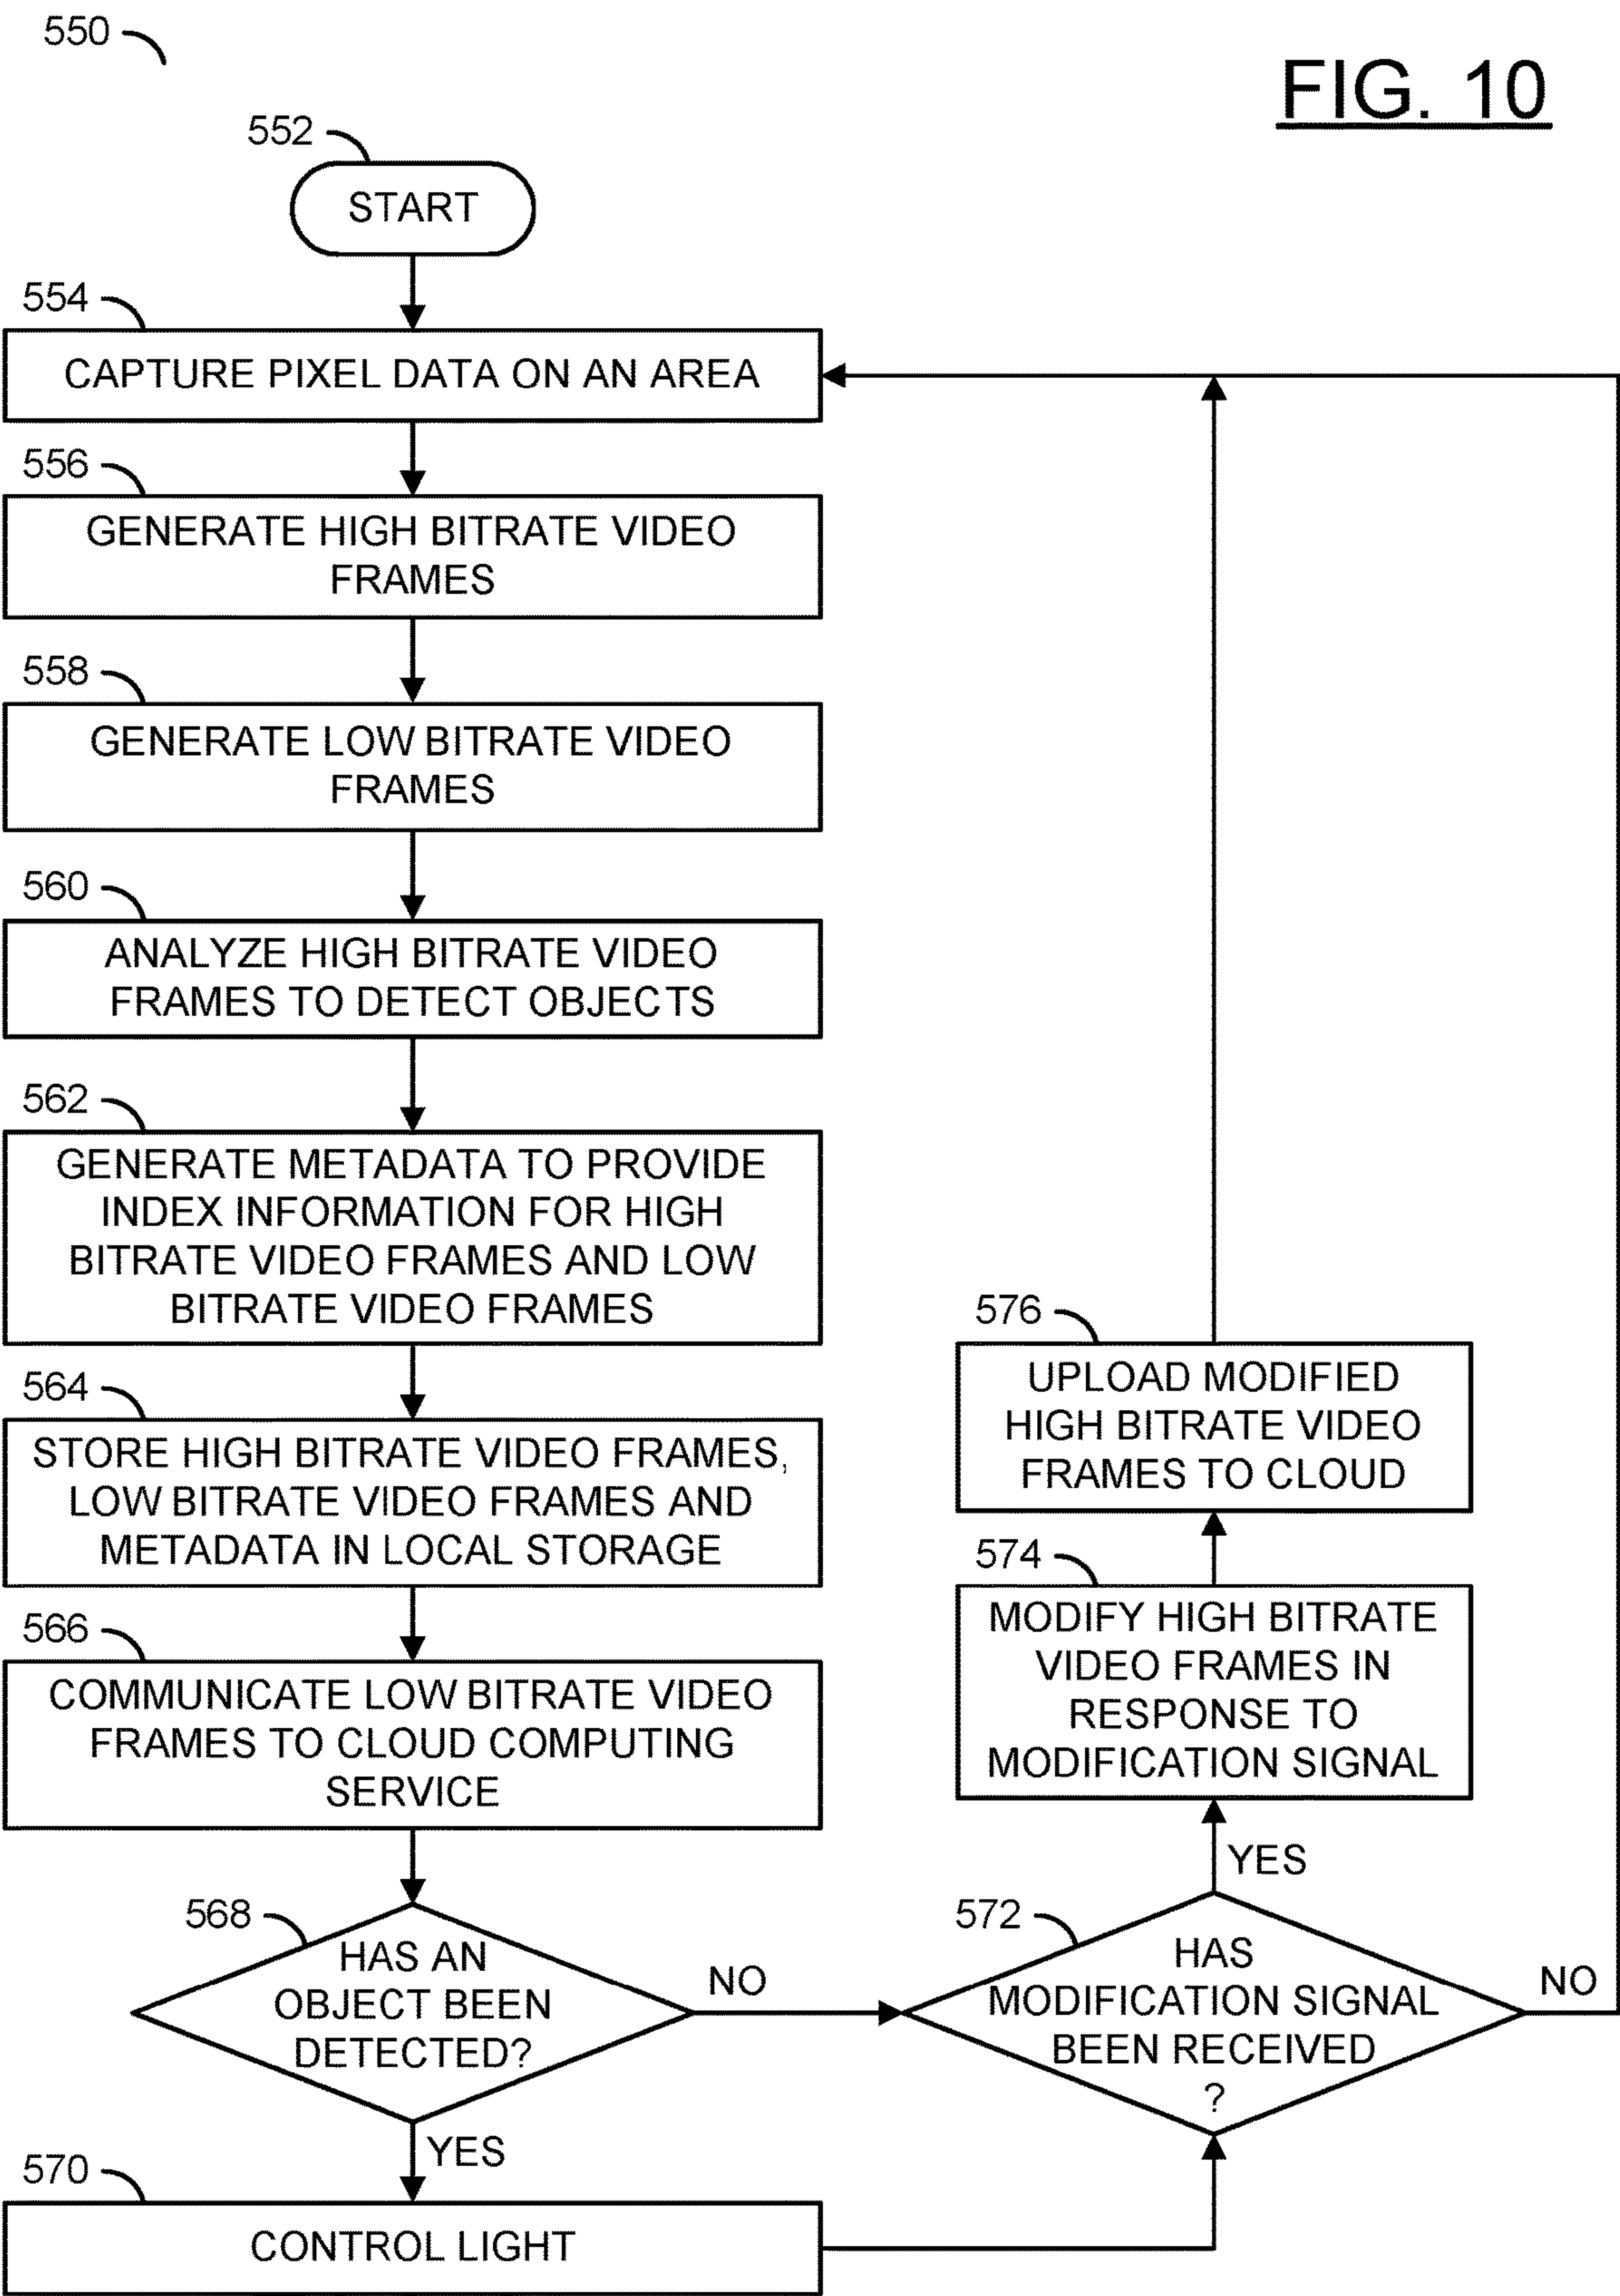 550
FIG. 10
552
START
554
CAPTURE PIXEL DATA ON AN AREA
556
GENERATE HIGH BITRATE VIDEO
FRAMES
558
GENERATE LOW BITRATE VIDEO
FRAMES
560
ANALYZE HIGH BITRATE VIDEO
FRAMES TO DETECT OBJECTS
562
GENERATE METADATA TO PROVIDE
INDEX INFORMATION FOR HIGH
BITRATE VIDEO FRAMES AND LOW
BITRATE VIDEO FRAMES
564
STORE HIGH BITRATE VIDEO FRAMES,
LOW BITRATE VIDEO FRAMES AND
METADATA IN LOCAL STORAGE
566
COMMUNICATE LOW BITRATE VIDEO
FRAMES TO CLOUD COMPUTING
SERVICE
568
HAS AN
OBJECT BEEN
DETECTED?
NO
YES
570
CONTROL LIGHT
572
HAS
MODIFICATION SIGNAL
BEEN RECEIVED
?
NO
YES
574
MODIFY HIGH BITRATE
VIDEO FRAMES IN
RESPONSE TO
MODIFICATION SIGNAL
576
UPLOAD MODIFIED
HIGH BITRATE VIDEO
FRAMES TO CLOUD